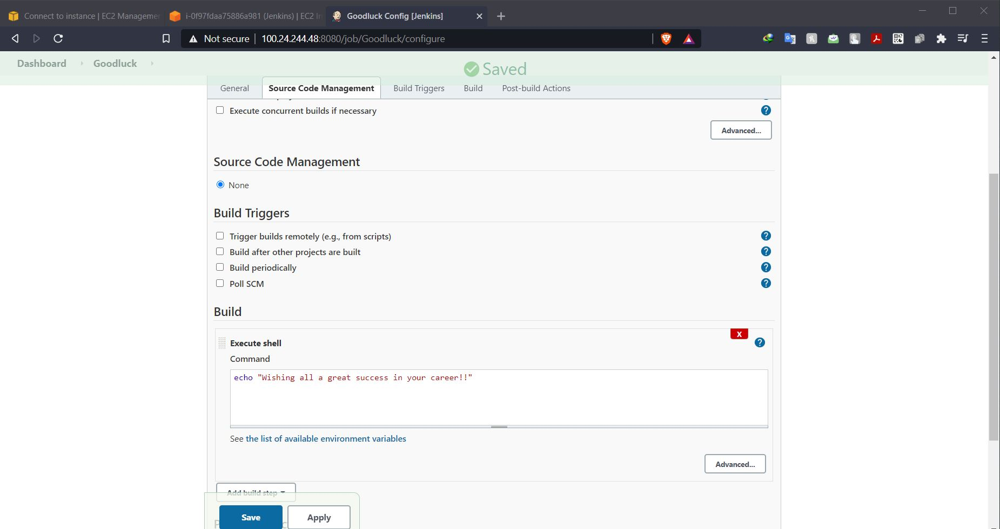 Connect to instance | EC2 Managemen
i-0f97fdaa75886a981 (Jenkins) | EC2 In
Goodluck Config [Jenkins]
Not secure
100.24.244.48:8080/job/Goodluck/configure
Dashboard
Goodluck
Saved
General
Source Code Management
Build Triggers
Build
Post-build Actions
Execute concurrent builds if necessary
Advanced...
Source Code Management
None
Build Triggers
Trigger builds remotely (e.g., from scripts)
Build after other projects are built
Build periodically
Poll SCM
Build
X
Execute shell
Command
echo "Wishing all a great success in your career!!"
See the list of available environment variables
Advanced...
Add build step
Save
Apply